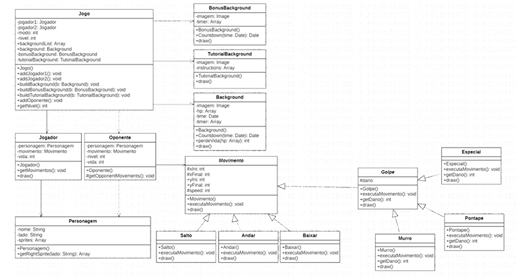 Jogo
-jogador1: Jogador
-jogador2: Jogador
-modo: int
-nivel: int
-backgroundList: Array
-background: Background
-bonusBackground: BonusBackground
-tutorialBackground: TutorialBackground
+Jogo()
+addJogador1(): void
+addJogador2(): void
+buildBackground(b: Background): void
+buildBonusBackground(b: BonusBackground): void
+buildTutorialBackground(b: TutorialBackground): void
+addOponente(): void
+getNivel(): int
BonusBackground
-imagem: Image
-timer: Array
+BonusBackground()
+Countdown(time: Date): Date
+draw()
TutorialBackground
-imagem: Image
-instructions: Array
+TutorialBackground()
+draw()
Background
-imagem: Image
-hp: Array
-time: Date
-timer: Array
+Background()
+Countdown(time: Date): Date
+perdeVida(hp: Array): int
+draw()
Jogador
-personagem: Personagem
-movimento: Movimento
-vida: int
+Jogador()
+getMovimentos(): void
+draw()
Oponente
-personagem: Personagem
-movimento: Movimento
-nivel: int
-vida: int
+Oponente()
#getOpponentMovimentos(): void
Personagem
-nome: String
-lado: String
-sprites: Array
+Personagem()
+getRightSprite(lado: String): Array
Movimento
#xIni: int
#xFinal: int
#yIni: int
#yFinal: int
#speed: int
+Movimento()
+executaMovimento(): void
+draw()
Salto
+Salto()
+executaMovimento(): void
+draw()
Andar
+Andar()
+executaMovimento(): void
+draw()
Baixar
+Baixar()
+executaMovimento(): void
+draw()
Golpe
#dano
+Golpe()
+executaMovimento(): void
+getDano(): int
+draw()
Especial
+Especial()
+executaMovimento(): void
+getDano(): int
+draw()
Pontape
+Pontape()
+executaMovimento(): void
+getDano(): int
+draw()
Murro
+Murro()
+executaMovimento(): void
+getDano(): int
+draw()